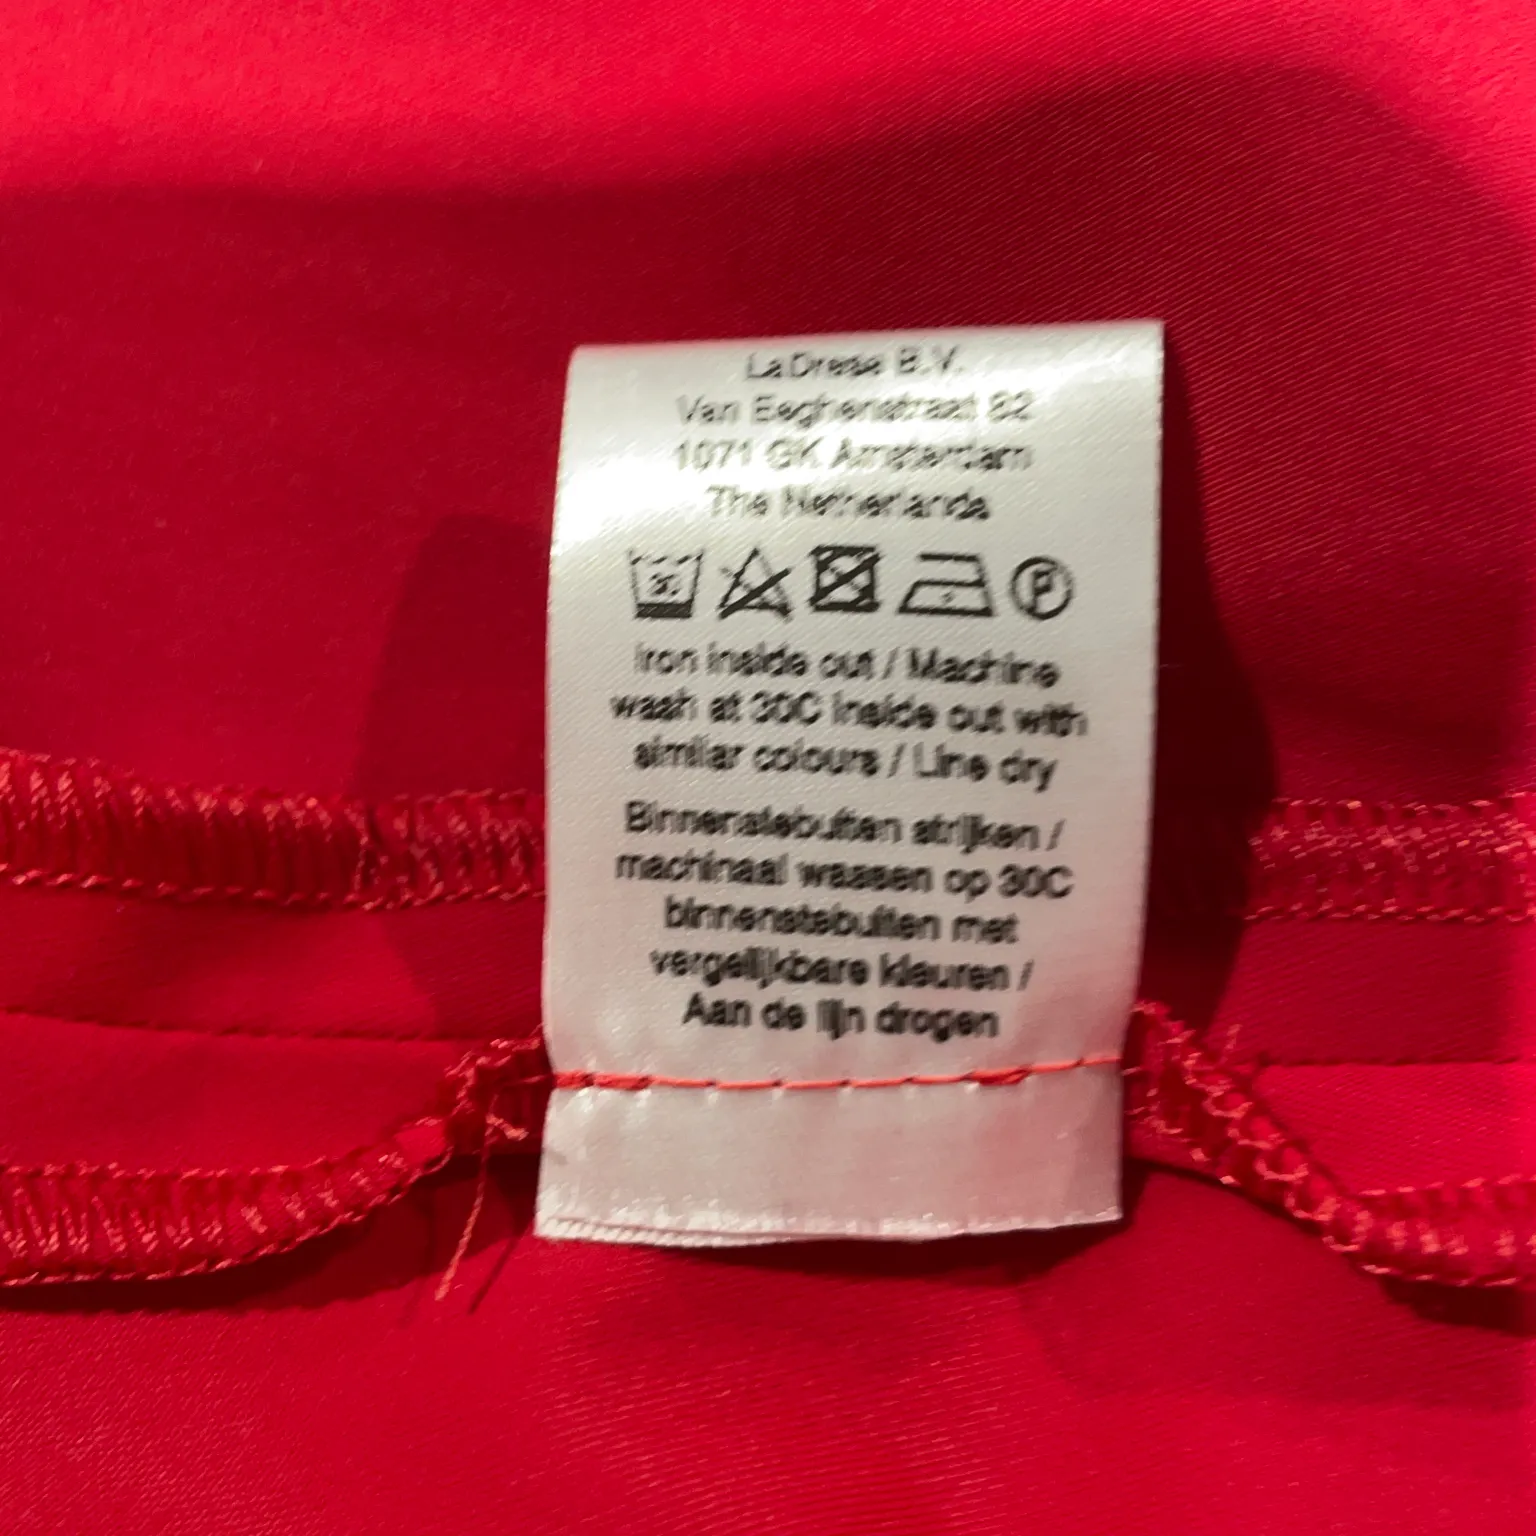 LaDress B.V.
Van Eeghenstraat 82
1071 GK Amsterdam
The Netherlands
30
P
Iron inside out / Machine
wash at 30C inside out with
similar colours / Line dry
Binnenstebuiten strijken /
machinaal wassen op 30C
binnenstebuiten met
vergelijkbare kleuren /
Aan de lijn drogen